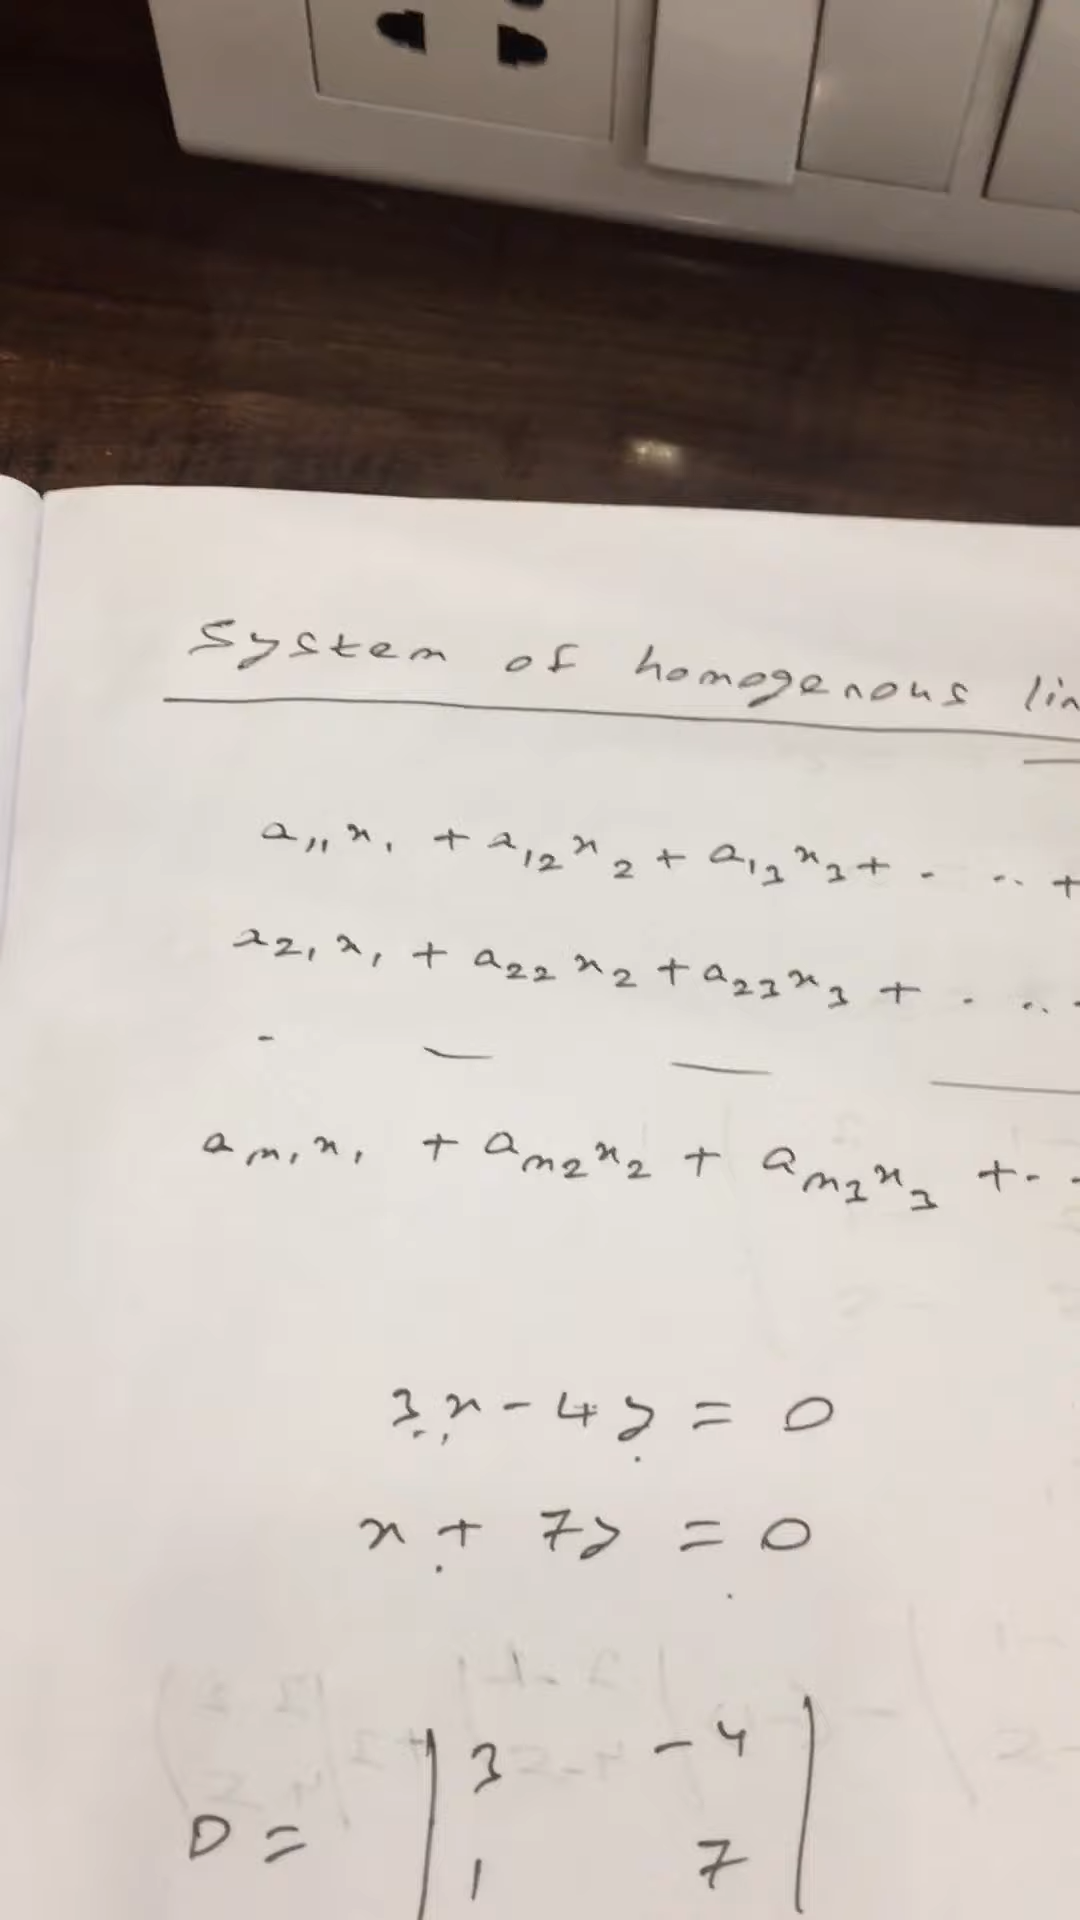 System of homogenous lin
a₁₁x₁ + a₁₂x₂ + a₁₃x₃ + . .. +
a₂₁x₁ + a₂₂x₂ + a₂₃x₃ + . ..
aₘ₁x₁ + aₘ₂x₂ + aₘ₃x₃ + . .
3x - 4y = 0
x + 7y = 0
D = | 3 -4 |
| 1 7 |